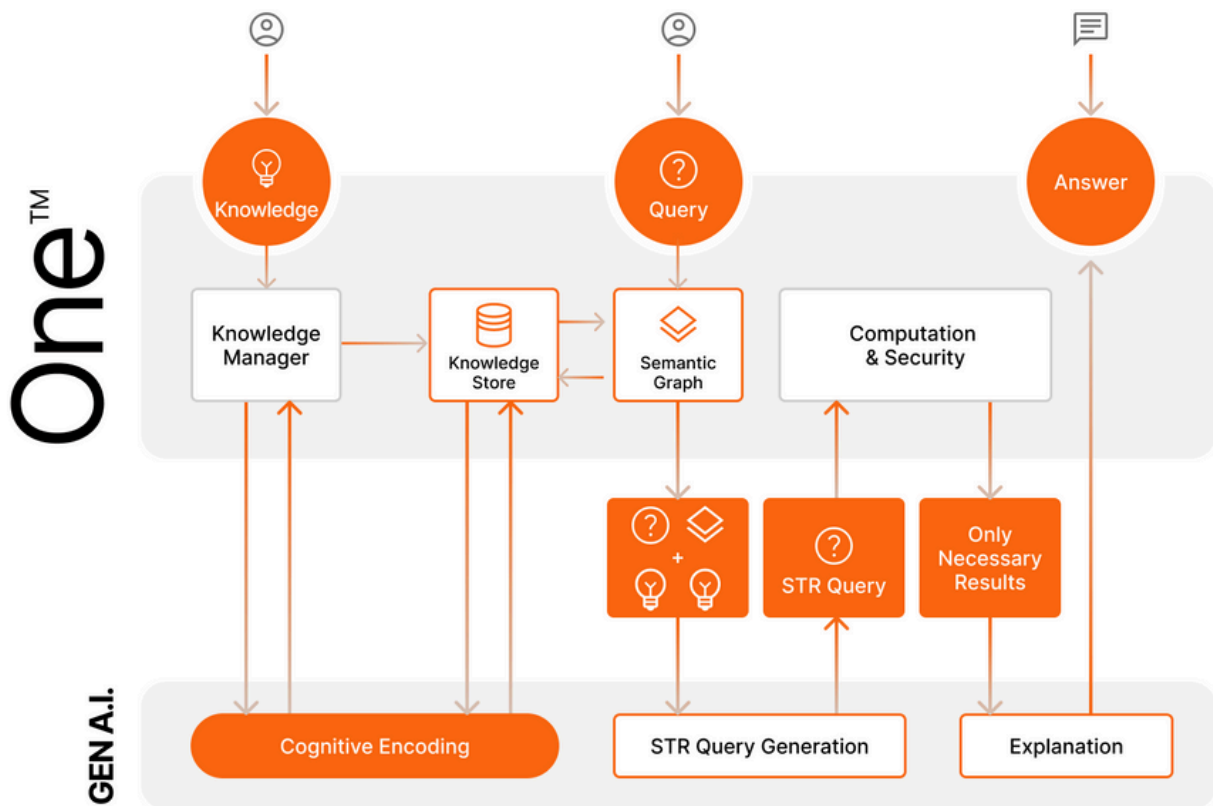 One™
Knowledge
Query
Answer
Knowledge
Manager
Knowledge
Store
Semantic
Graph
Computation
& Security
?
+
STR Query
Only
Necessary
Results
GEN A.I.
Cognitive Encoding
STR Query Generation
Explanation